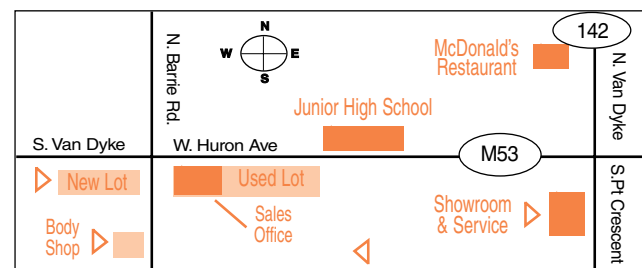 142
N
W E
S
N. Barrie Rd.
McDonald's
Restaurant
N. Van Dyke
Junior High School
S. Van Dyke
W. Huron Ave
M53
New Lot
Used Lot
Sales
Office
Showroom
& Service
S.Pt Crescent
Body
Shop